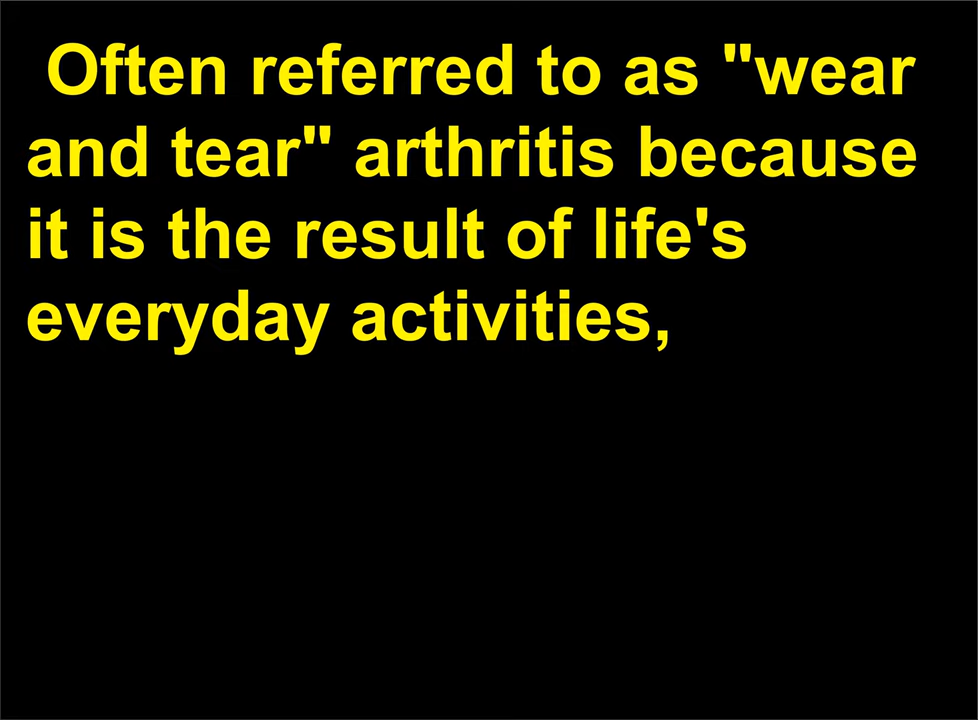 Often referred to as "wear
and tear" arthritis because
it is the result of life's
everyday activities,